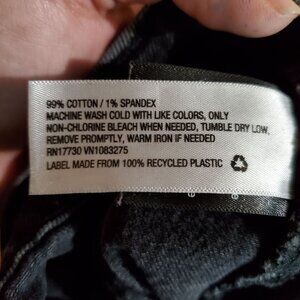 99% COTTON / 1% SPANDEX
MACHINE WASH COLD WITH LIKE COLORS, ONLY
NON-CHLORINE BLEACH WHEN NEEDED, TUMBLE DRY LOW,
REMOVE PROMPTLY, WARM IRON IF NEEDED
RN17730 VN1083275
LABEL MADE FROM 100% RECYCLED PLASTIC